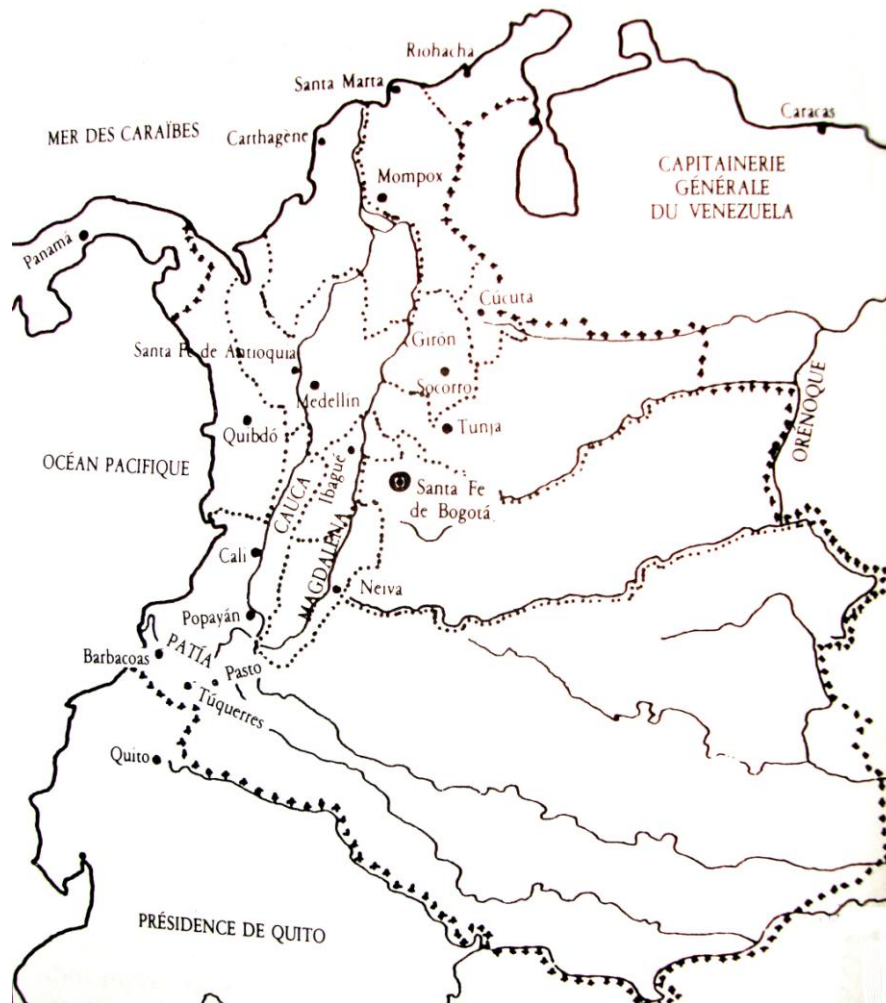 Riohacha
Santa Marta
Caracas
MER DES CARAÏBES
Carthagène
CAPITAINERIE
GÉNÉRALE
DU VENEZUELA
Mompox
Panamá
Cúcuta
Girón
Santa Fe de Antioquia
Socorro
Medellin
Quibdó
Tunja
ORENOQUE
OCÉAN PACIFIQUE
CAUCA
Ibagué
Santa Fe
de Bogotá
Cali
MAGDALENA
Neiva
Popayán
PATÍA
Barbacoas
Pasto
Túquerres
Quito
PRÉSIDENCE DE QUITO